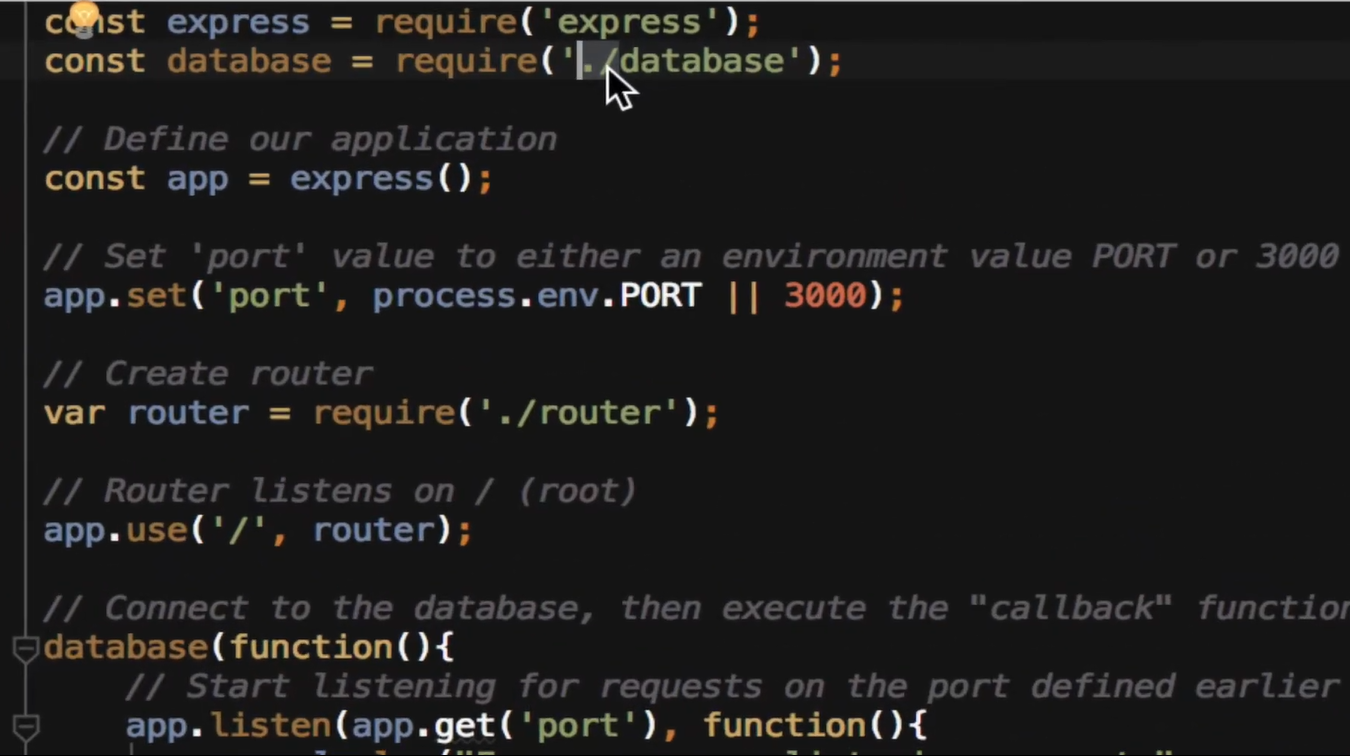 const express = require('express');
const database = require('./database');
// Define our application
const app = express();
// Set 'port' value to either an environment value PORT or 3000
app.set('port', process.env.PORT || 3000);
// Create router
var router = require('./router');
// Router listens on / (root)
app.use('/', router);
// Connect to the database, then execute the "callback" function
database(function(){
// Start listening for requests on the port defined earlier
app.listen(app.get('port'), function(){